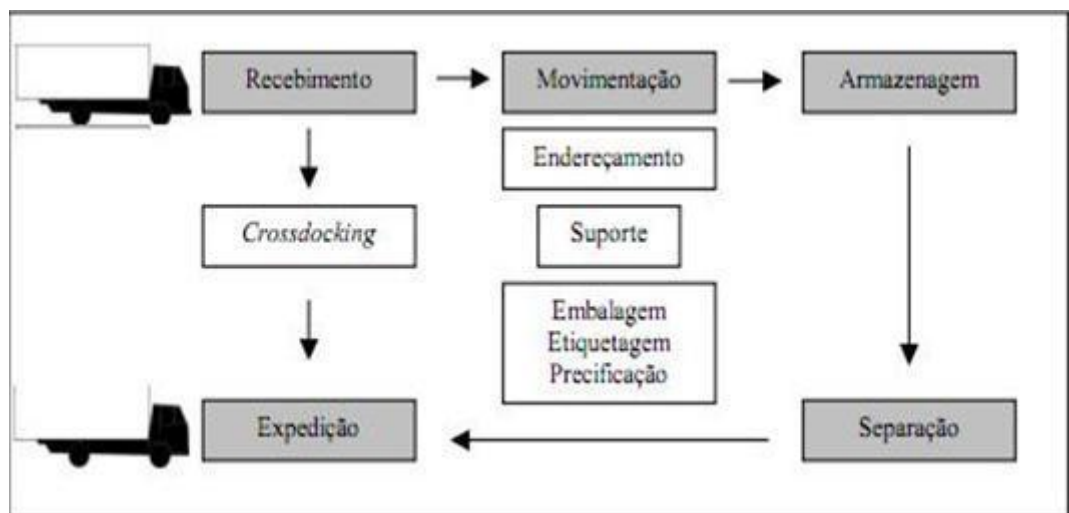 Recebimento
Movimentação
Armazenagem
Endereçamento
Crossdocking
Suporte
Embalagem
Etiquetagem
Precificação
Expedição
Separação